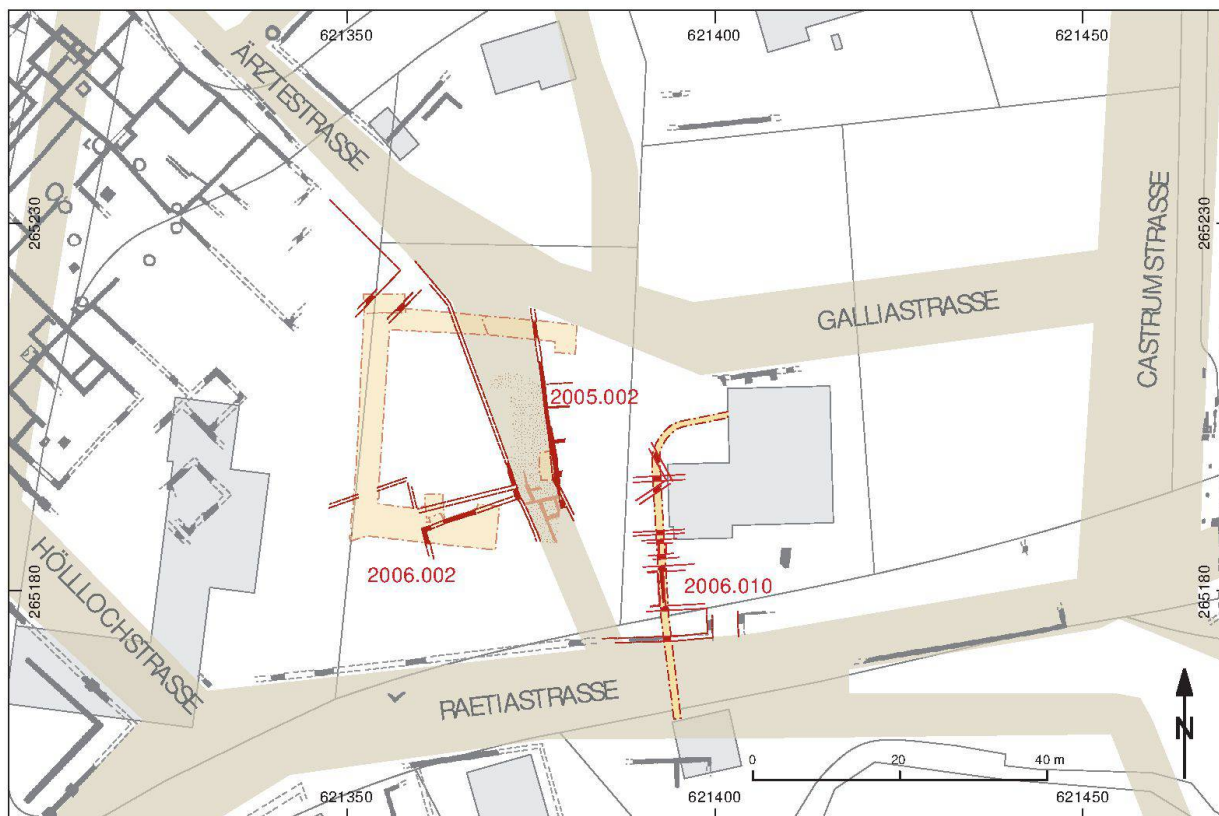 621350
621400
621450
ÄRZTESTRASSE
265230
265230
CASTRUMSTRASSE
GALLIASTRASSE
2005.002
2006.002
2006.010
265180
265180
HÖLLLOCHSTRASSE
RAETIASTRASSE
N
0 20 40 m
621350
621400
621450